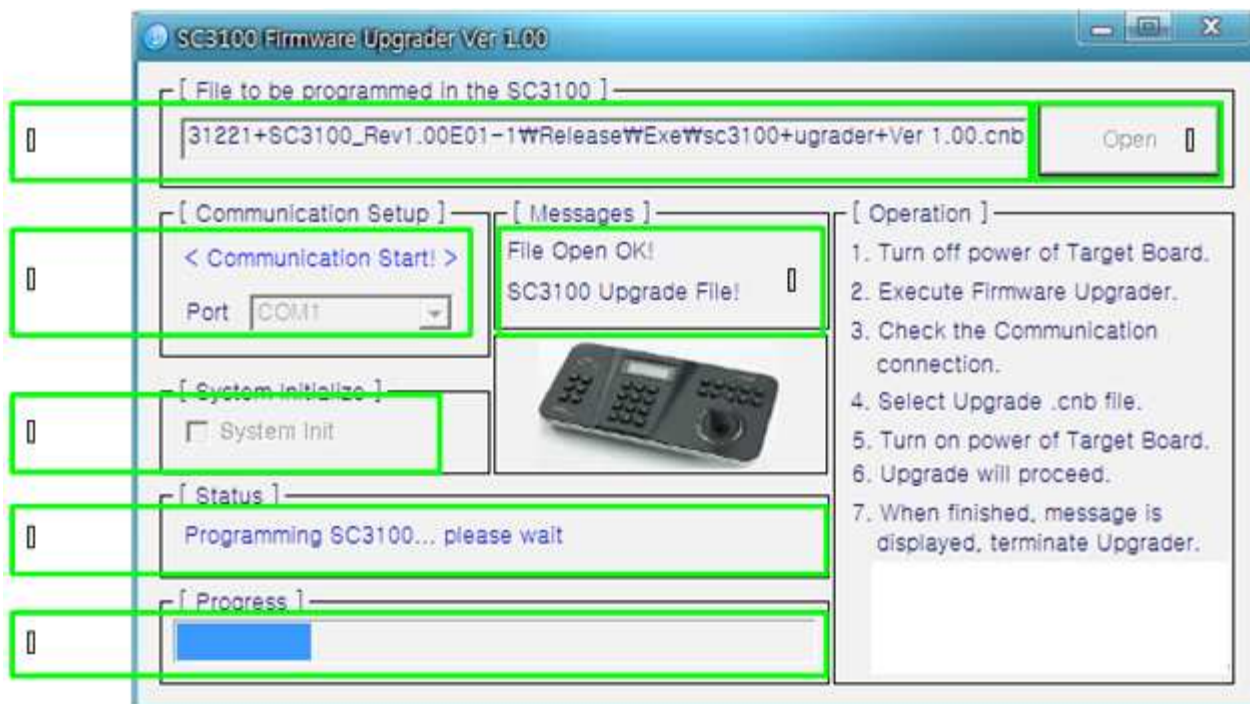 SC3100 Firmware Upgrader Ver 1.00
[ File to be programmed in the SC3100 ]
31221+SC3100_Rev1.00E01-1₩Release₩Exe₩sc3100+ugrader+Ver 1.00.cnb
Open
[ Communication Setup ]
< Communication Start! >
Port COM1
[ Messages ]
File Open OK!
SC3100 Upgrade File!
[ System Initialize ]
System Init
[ Status ]
Programming SC3100... please wait
[ Progress ]
[ Operation ]
1. Turn off power of Target Board.
2. Execute Firmware Upgrader.
3. Check the Communication
connection.
4. Select Upgrade .cnb file.
5. Turn on power of Target Board.
6. Upgrade will proceed.
7. When finished, message is
displayed, terminate Upgrader.